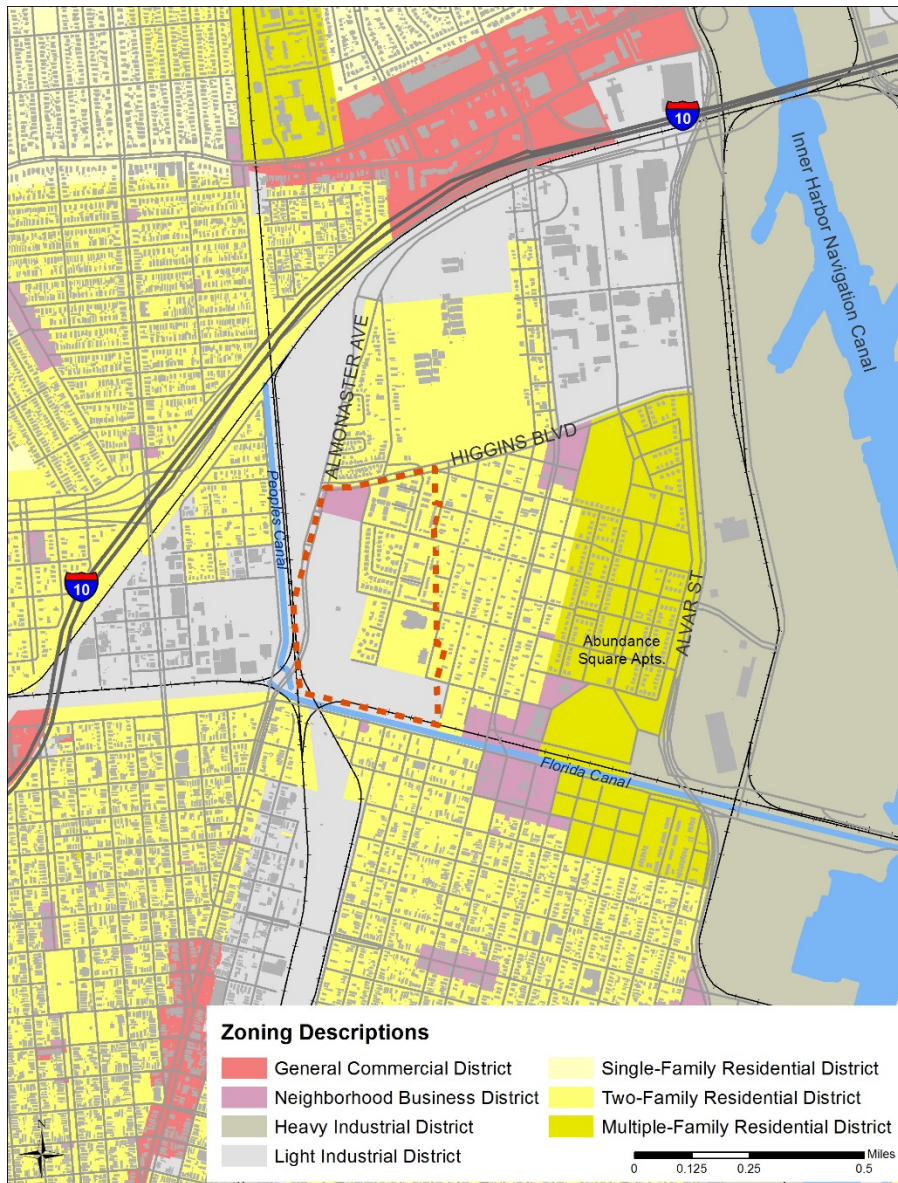 10
Inner Harbor Navigation Canal
ALMONASTER AVE
HIGGINS BLVD
Peoples Canal
10
ALVAR ST
Abundance
Square Apts.
Florida Canal
Zoning Descriptions
General Commercial District
Neighborhood Business District
Heavy Industrial District
Light Industrial District
Single-Family Residential District
Two-Family Residential District
Multiple-Family Residential District
N
Miles
0 0.125 0.25 0.5